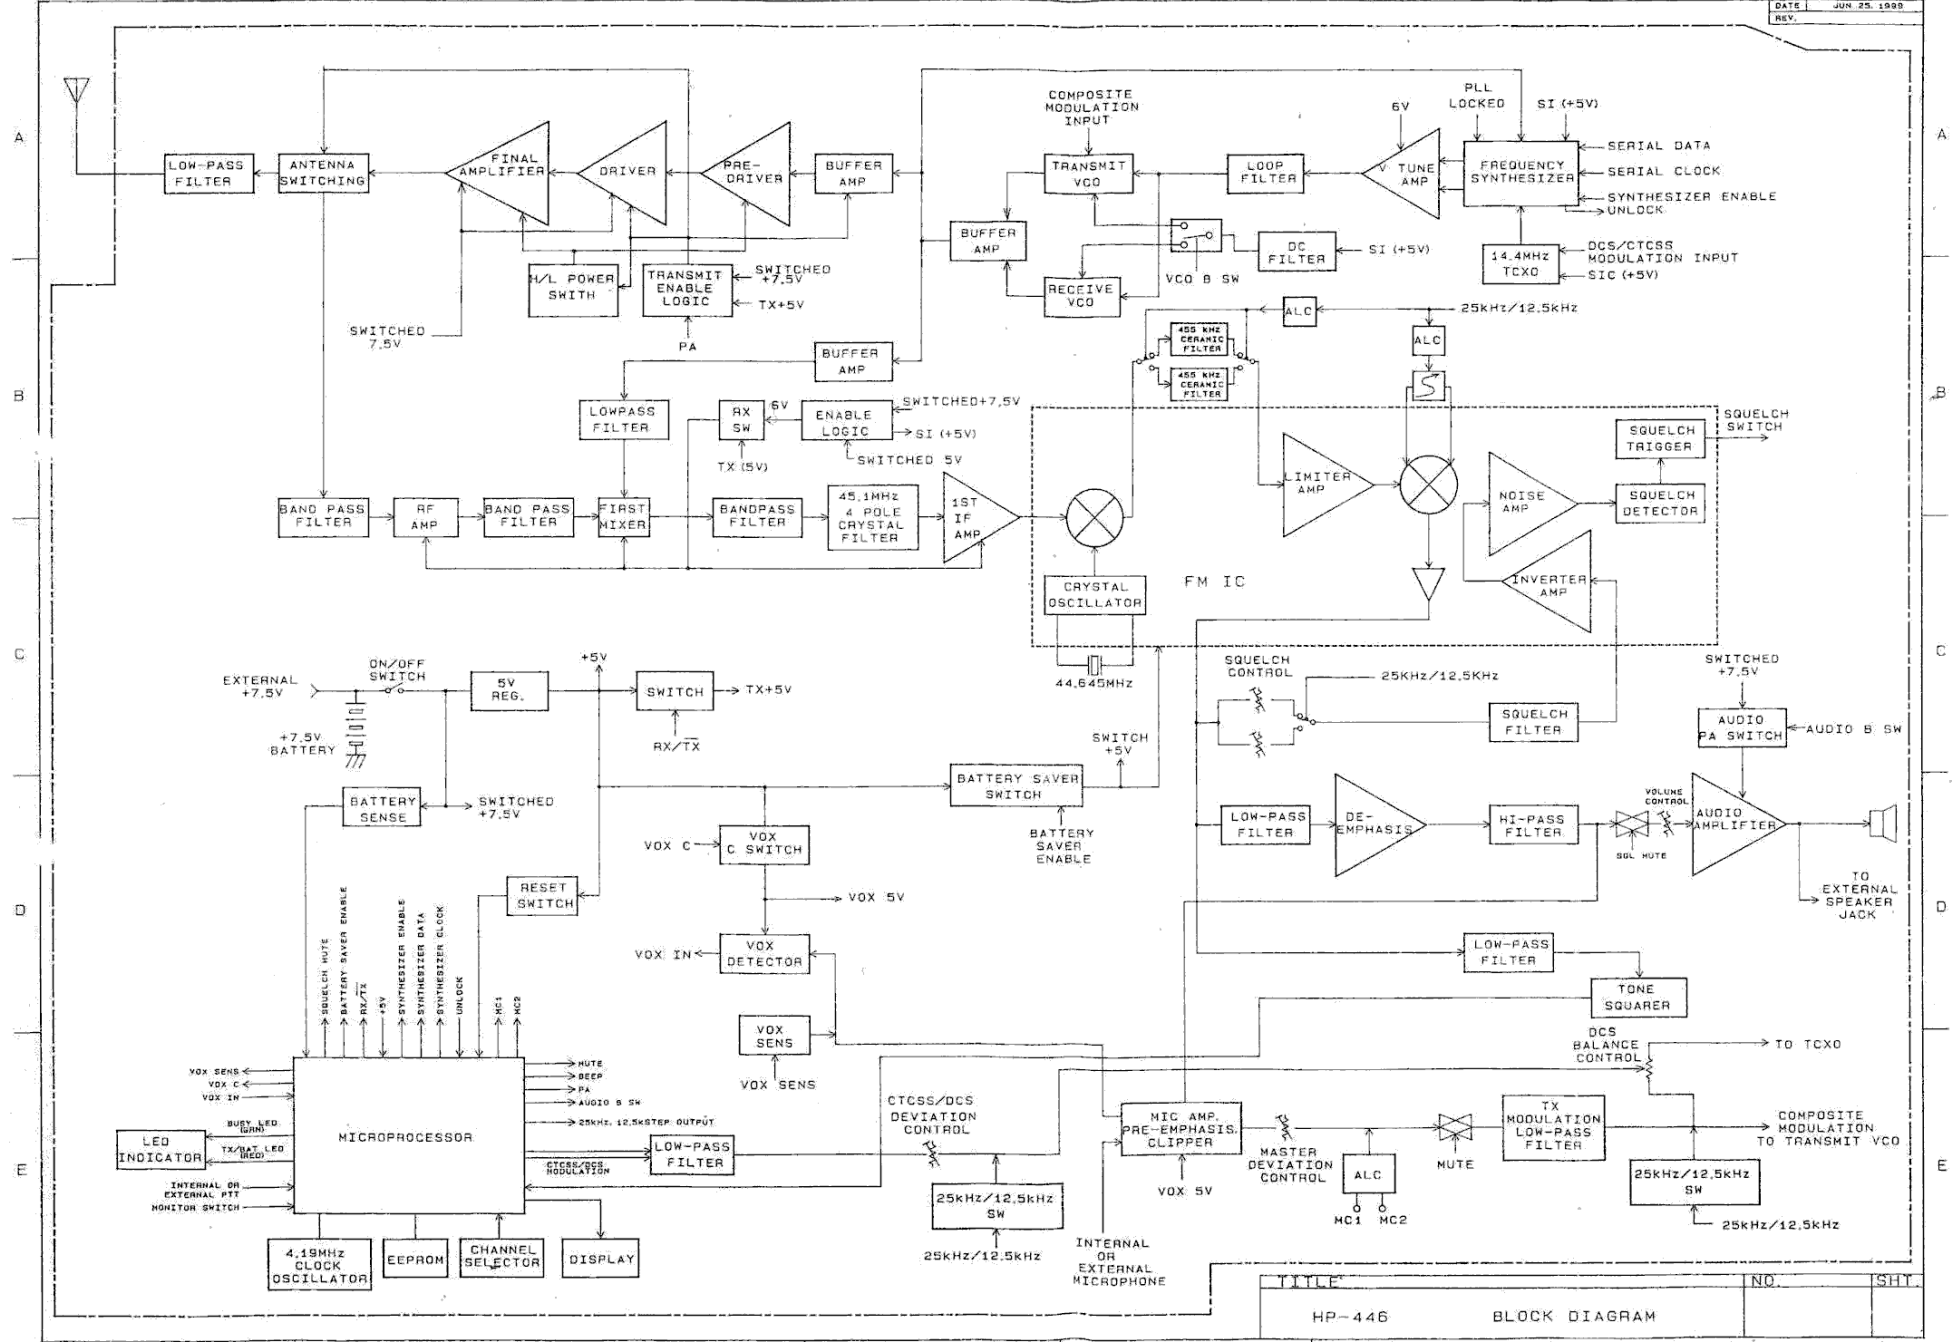 DATE JUN 25. 1999
REV.
A
A
B
B
C
C
D
D
E
E
LOW-PASS
FILTER
ANTENNA
SWITCHING
FINAL
AMPLIFIER
DRIVER
PRE-
DRIVER
BUFFER
AMP
COMPOSITE
MODULATION
INPUT
TRANSMIT
VCO
LOOP
FILTER
6V
V TUNE
AMP
PLL
LOCKED
SI (+5V)
FREQUENCY
SYNTHESIZER
SERIAL DATA
SERIAL CLOCK
SYNTHESIZER ENABLE
UNLOCK
BUFFER
AMP
VCO B SW
DC
FILTER
SI (+5V)
14.4MHz
TCXO
DCS/CTCSS
MODULATION INPUT
SIC (+5V)
RECEIVE
VCO
H/L POWER
SWITH
TRANSMIT
ENABLE
LOGIC
SWITCHED
+7.5V
TX+5V
PA
SWITCHED
7.5V
BUFFER
AMP
ALC
25KHz/12.5KHz
ALC
455 KHz
CERAMIC
FILTER
455 KHz
CERAMIC
FILTER
LOWPASS
FILTER
RX
SW
6V
ENABLE
LOGIC
SWITCHED+7,5V
SI (+5V)
TX (5V)
SWITCHED 5V
SQUELCH
SWITCH
SQUELCH
TRIGGER
BAND PASS
FILTER
RF
AMP
BAND PASS
FILTER
FIRST
MIXER
BANDPASS
FILTER
45.1MHz
4 POLE
CRYSTAL
FILTER
1ST
IF
AMP
LIMITER
AMP
NOISE
AMP
SQUELCH
DETECTOR
CRYSTAL
OSCILLATOR
FM IC
INVERTER
AMP
44.645MHz
EXTERNAL
+7.5V
ON/OFF
SWITCH
5V
REG.
+5V
SWITCH
TX+5V
RX/TX
+7.5V
BATTERY
SQUELCH
CONTROL
25KHz/12.5KHz
SQUELCH
FILTER
SWITCHED
+7.5V
AUDIO
PA SWITCH
AUDIO B SW
SWITCH
+5V
BATTERY SAVER
SWITCH
BATTERY
SAVER
ENABLE
BATTERY
SENSE
SWITCHED
+7.5V
VOX C
VOX
C SWITCH
VOX 5V
LOW-PASS
FILTER
DE-
EMPHASIS
HI-PASS
FILTER
SQL MUTE
VOLUME
CONTROL
AUDIO
AMPLIFIER
TO
EXTERNAL
SPEAKER
JACK
RESET
SWITCH
VOX IN
VOX
DETECTOR
LOW-PASS
FILTER
TONE
SQUARER
SQUELCH MUTE
BATTERY SAVER ENABLE
RX/TX
+5V
SYNTHESIZER ENABLE
SYNTHESIZER DATA
SYNTHESIZER CLOCK
UNLOCK
MC1
MC2
VOX
SENS
VOX SENS
DCS
BALANCE
CONTROL
TO TCXO
VOX SENS
VOX C
VOX IN
BUSY LED
(GRN)
TX/BAT LED
(RED)
LED
INDICATOR
INTERNAL OR
EXTERNAL PTT
MONITOR SWITCH
MICROPROCESSOR
MUTE
BEEP
PA
AUDIO B SW
25KHz, 12.5KSTEP OUTPUT
CTCSS/DCS
MODULATION
LOW-PASS
FILTER
CTCSS/DCS
DEVIATION
CONTROL
25KHz/12.5KHz
SW
25KHz/12.5KHz
MIC AMP.
PRE-EMPHASIS.
CLIPPER
VOX 5V
INTERNAL
OR
EXTERNAL
MICROPHONE
MASTER
DEVIATION
CONTROL
ALC
MC1 MC2
MUTE
TX
MODULATION
LOW-PASS
FILTER
COMPOSITE
MODULATION
TO TRANSMIT VCO
25KHz/12.5KHz
SW
25KHz/12.5KHz
4.19MHz
CLOCK
OSCILLATOR
EEPROM
CHANNEL
SELECTOR
DISPLAY
TITLE NO. SHT.
HP-446 BLOCK DIAGRAM